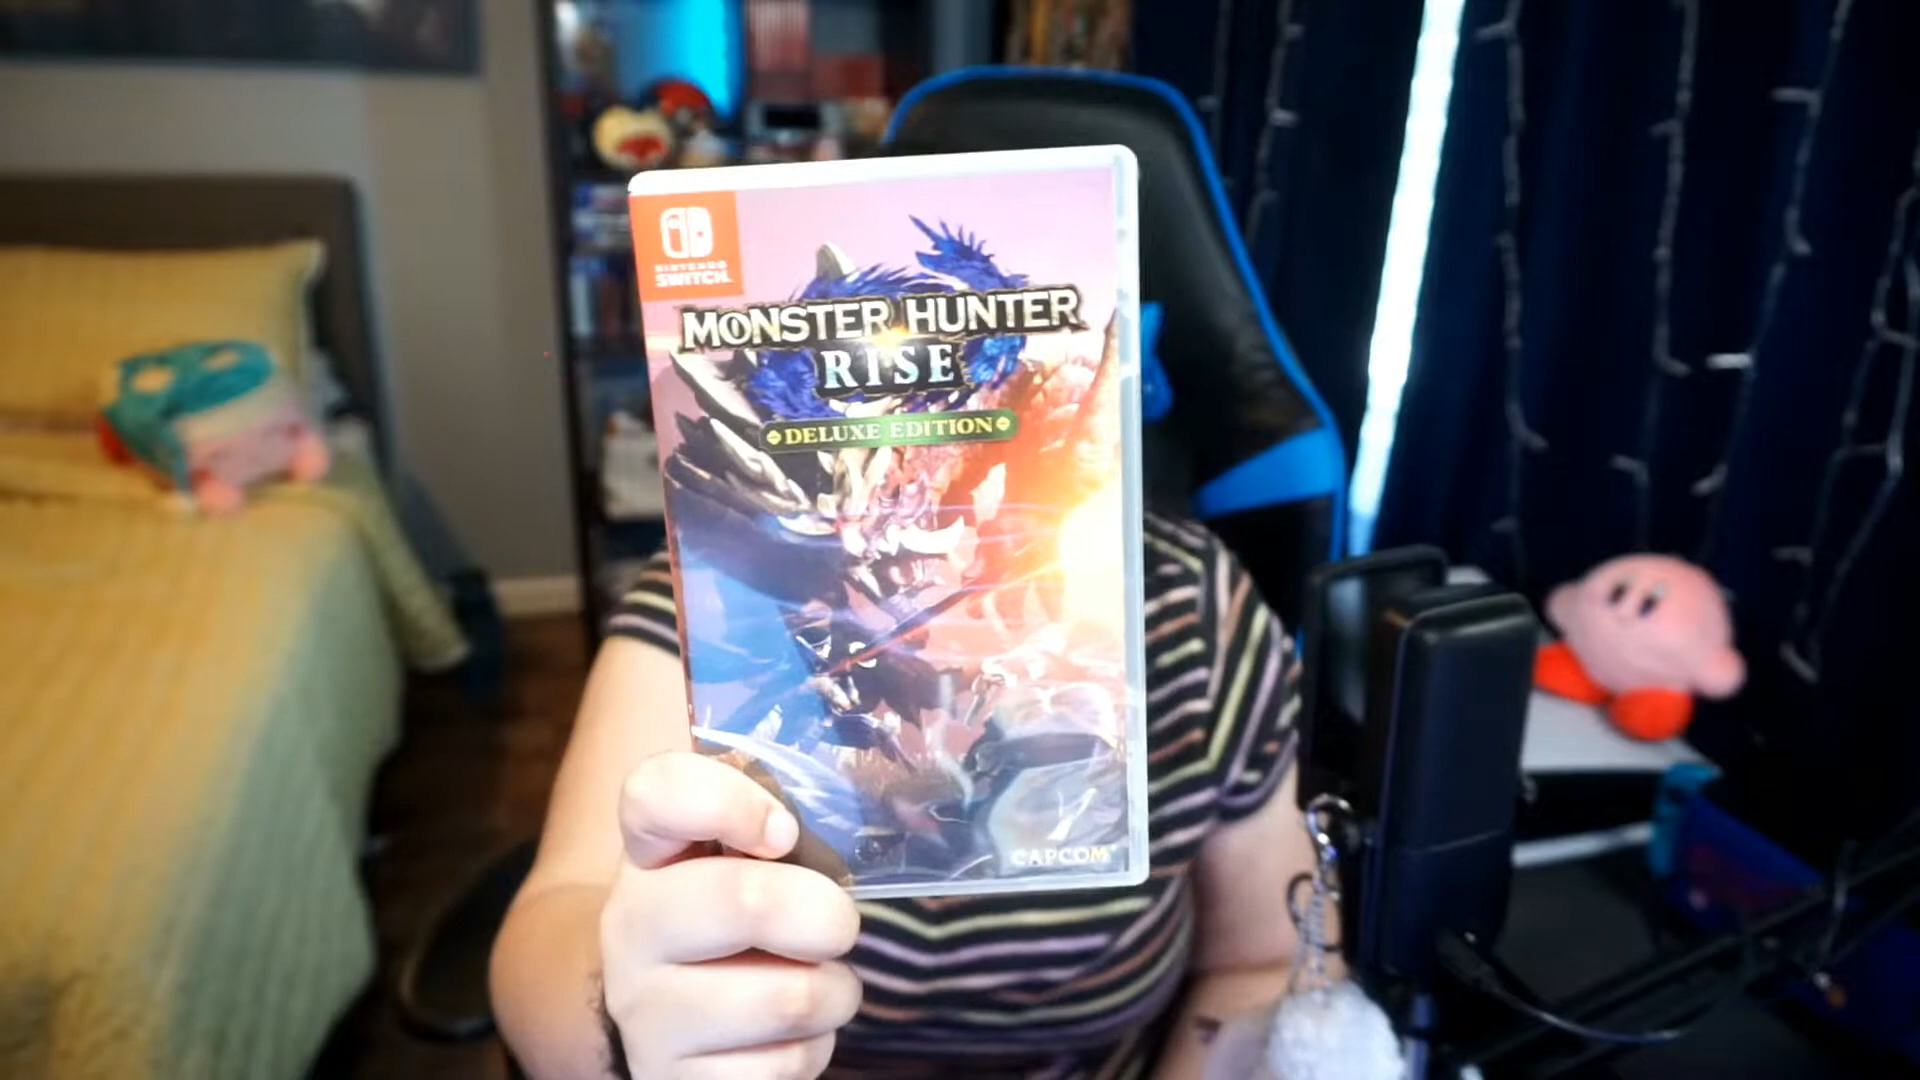 NINTENDO
SWITCH
MONSTER HUNTER
RISE
DELUXE EDITION
CAPCOM